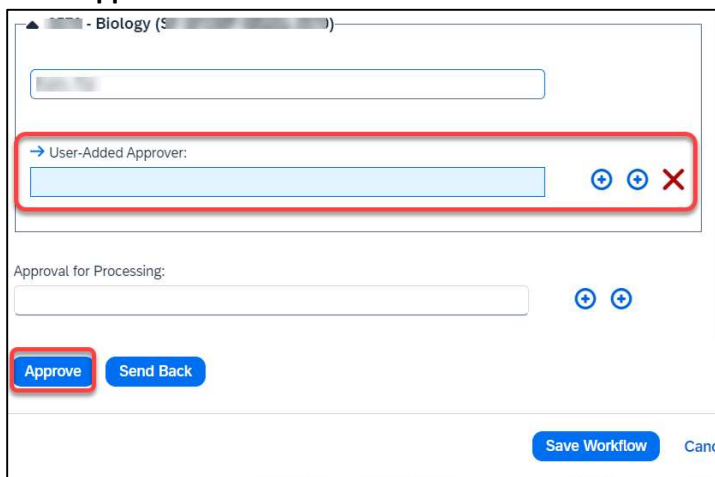 - Biology (
→ User-Added Approver:
Approval for Processing:
Approve Send Back
Save Workflow